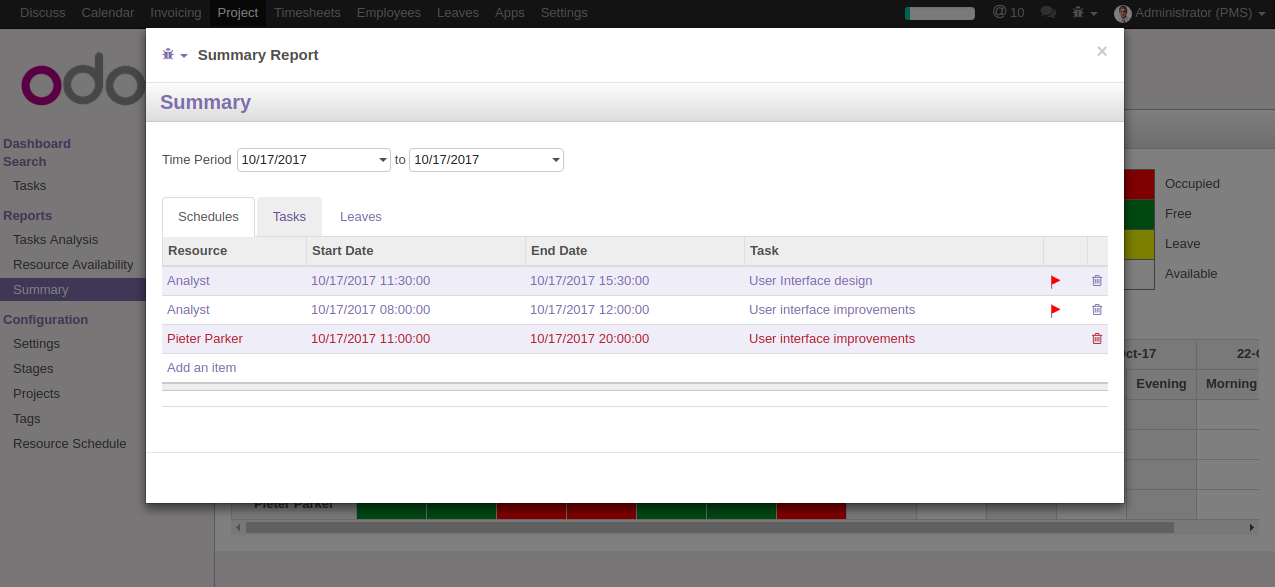 Discuss Calendar Invoicing Project Timesheets Employees Leaves Apps Settings @ 10 Administrator (PMS)
Summary Report ×
odo
Summary
Dashboard
Search
Tasks
Reports
Tasks Analysis
Resource Availability
Summary
Configuration
Settings
Stages
Projects
Tags
Resource Schedule
Time Period 10/17/2017 to 10/17/2017
Schedules Tasks Leaves
Resource Start Date End Date Task
Analyst 10/17/2017 11:30:00 10/17/2017 15:30:00 User Interface design
Analyst 10/17/2017 08:00:00 10/17/2017 12:00:00 User interface improvements
Pieter Parker 10/17/2017 11:00:00 10/17/2017 20:00:00 User interface improvements
Add an item
Occupied
Free
Leave
Available
ct-17 22-
Evening Morning
Pieter Parker